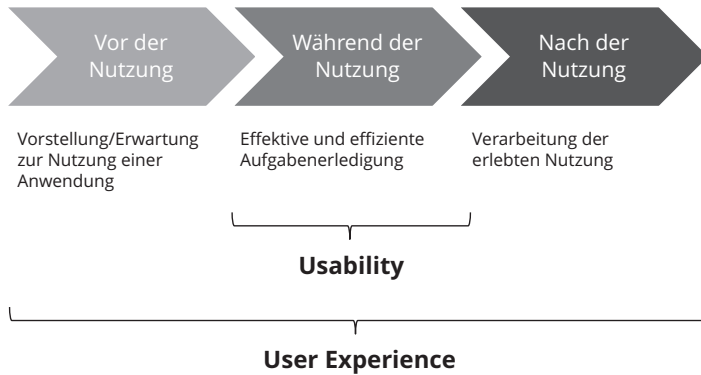 Vor der
Nutzung
Während der
Nutzung
Nach der
Nutzung
Vorstellung/Erwartung
zur Nutzung einer
Anwendung
Effektive und effiziente
Aufgabenerledigung
Verarbeitung der
erlebten Nutzung
Usability
User Experience